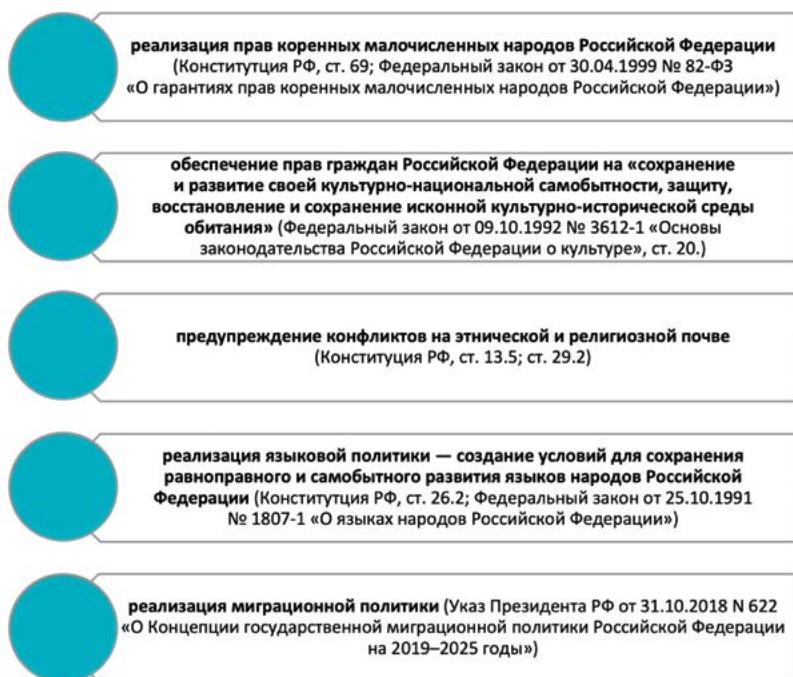 реализация прав коренных малочисленных народов Российской Федерации
(Конститутция РФ, ст. 69; Федеральный закон от 30.04.1999 № 82-ФЗ
«О гарантиях прав коренных малочисленных народов Российской Федерации»)
обеспечение прав граждан Российской Федерации на «сохранение
и развитие своей культурно-национальной самобытности, защиту,
восстановление и сохранение исконной культурно-исторической среды
обитания» (Федеральный закон от 09.10.1992 № 3612-1 «Основы
законодательства Российской Федерации о культуре», ст. 20.)
предупреждение конфликтов на этнической и религиозной почве
(Конституция РФ, ст. 13.5; ст. 29.2)
реализация языковой политики — создание условий для сохранения
равноправного и самобытного развития языков народов Российской
Федерации (Конститутция РФ, ст. 26.2; Федеральный закон от 25.10.1991
№ 1807-1 «О языках народов Российской Федерации»)
реализация миграционной политики (Указ Президента РФ от 31.10.2018 N 622
«О Концепции государственной миграционной политики Российской Федерации
на 2019–2025 годы»)